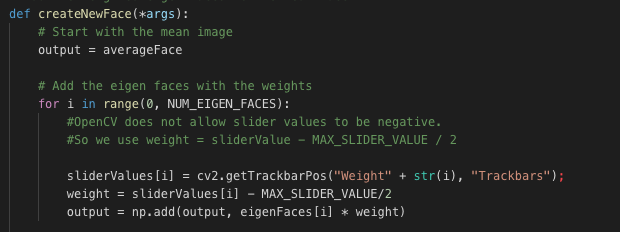 def createNewFace(*args):
    # Start with the mean image
    output = averageFace
    # Add the eigen faces with the weights
    for i in range(0, NUM_EIGEN_FACES):
        #OpenCV does not allow slider values to be negative.
        #So we use weight = sliderValue - MAX_SLIDER_VALUE / 2
        sliderValues[i] = cv2.getTrackbarPos("Weight" + str(i), "Trackbars");
        weight = sliderValues[i] - MAX_SLIDER_VALUE/2
        output = np.add(output, eigenFaces[i] * weight)